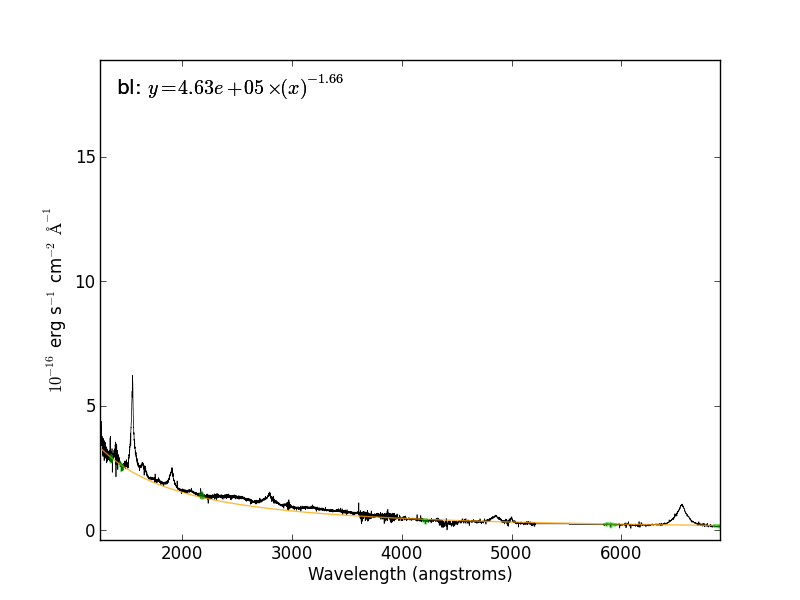 bl: y=4.63e+05×(x)^−1.66
15
10
5
0
10^−16 erg s^−1 cm^−2 Å^−1
2000 3000 4000 5000 6000
Wavelength (angstroms)